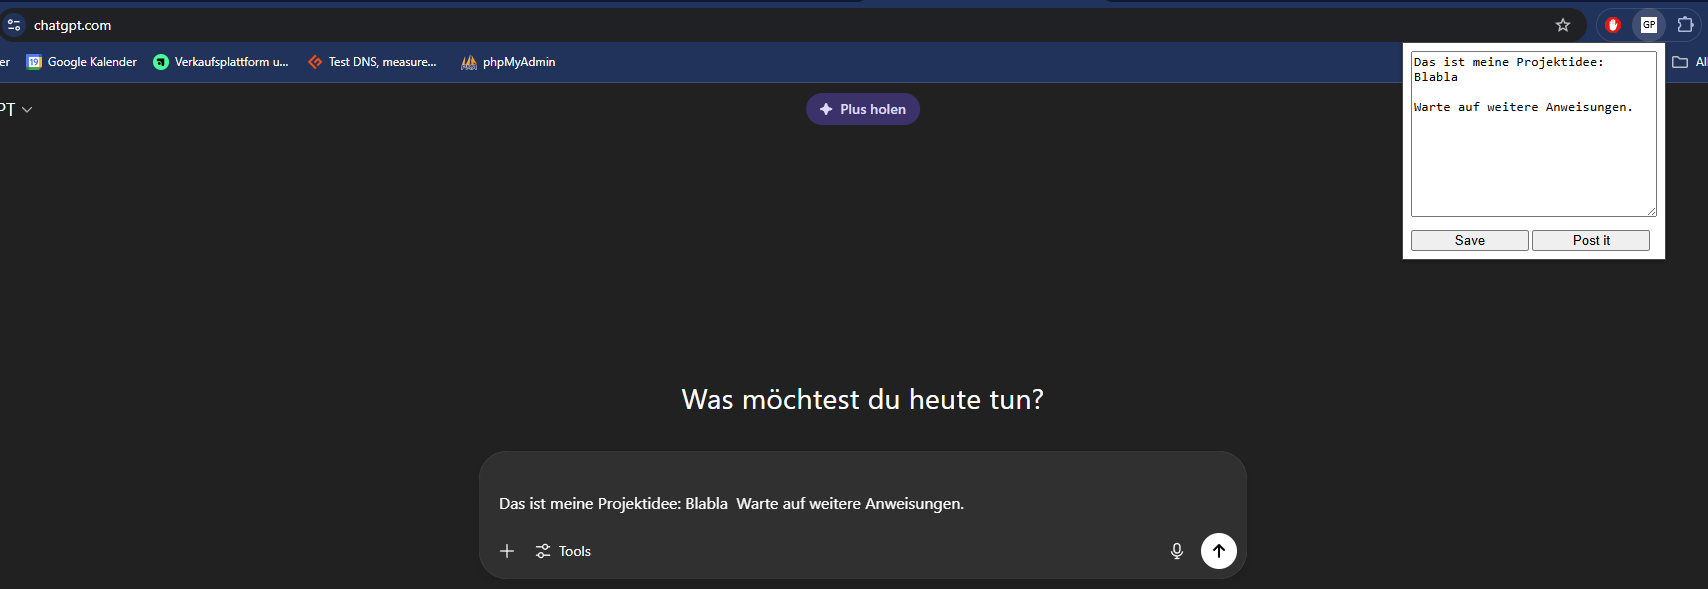 chatgpt.com
GP
er
19
Google Kalender
Verkaufsplattform u...
Test DNS, measure...
phpMyAdmin
Al
PT
Plus holen
Das ist meine Projektidee:
Blabla
Warte auf weitere Anweisungen.
Save
Post it
Was möchtest du heute tun?
Das ist meine Projektidee: Blabla  Warte auf weitere Anweisungen.
Tools